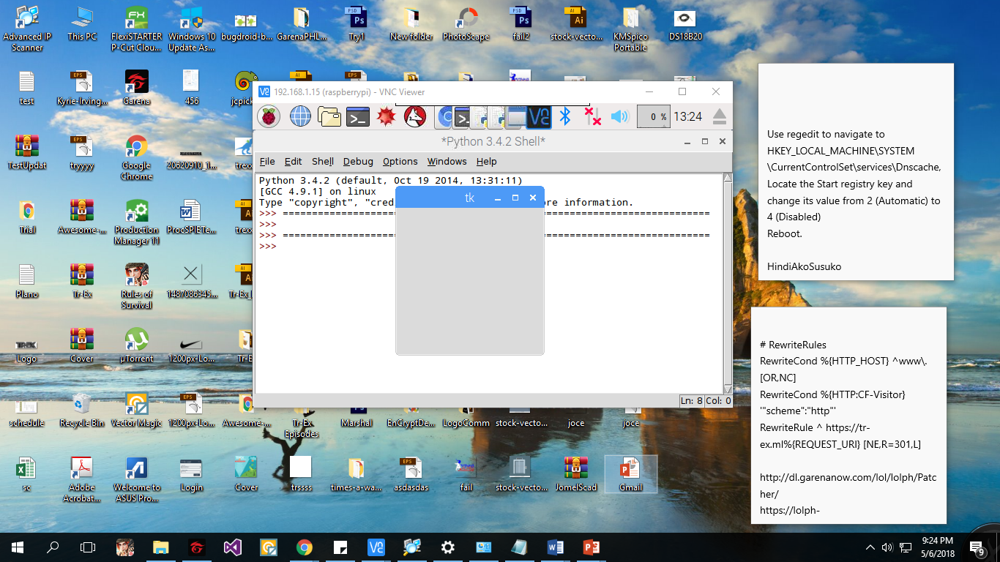 Advanced IP Scanner
This PC
FlexiSTARTER P-Cut Clou...
Windows 10 Update As...
bugdroid-b...
GarenaPHL...
Try1
New folder
PhotoScape
fail2
stock-vecto...
KMSpico Portable
DS18B20
test
Kyrie-Irving...
Garena
456
jcpick
TestUpdat
tryyyy
Google Chrome
20620910_1...
trexx
Trial
Awesome-...
Production Manager 11
ProcSPIETe...
trexx
Plano
Tr-Ex
Rules of Survival
1487086345...
Tr-Ex_
Logo
Cover
µTorrent
1200px-Lo...
Tr-E
schedule
Recycle Bin
Vector Magic
1200px-Lo...
Awesome-...
Tr-Ex Episodes
Marshal
EnCryptDe...
LogoComm
stock-vecto...
joce
joce
sc
Adobe Acrobat...
Welcome to ASUS Pro...
Login
Cover
trssss
times-a-wa...
asdasdas
fail
stock-vecto...
JomelScad
Gmail
192.168.1.15 (raspberrypi) - VNC Viewer
0 %
13:24
*Python 3.4.2 Shell*
File Edit Shell Debug Options Windows Help
Python 3.4.2 (default, Oct 19 2014, 13:31:11)
[GCC 4.9.1] on linux
Type "copyright", "cred
ore information.
>>> ================== ============================
>>>
>>> ================== ============================
>>>
tk
Ln: 8 Col: 0
Use regedit to navigate to
HKEY_LOCAL_MACHINE\SYSTEM
\CurrentControlSet\services\Dnscache,
Locate the Start registry key and
change its value from 2 (Automatic) to
4 (Disabled)
Reboot.
HindiAkoSusuko
# RewriteRules
RewriteCond %{HTTP_HOST} ^www\.
[OR,NC]
RewriteCond %{HTTP:CF-Visitor}
'"scheme":"http"'
RewriteRule ^ https://tr-
ex.ml%{REQUEST_URI} [NE,R=301,L]
http://dl.garenanow.com/lol/lolph/Patc
her/
https://lolph-
9:24 PM
5/6/2018
9